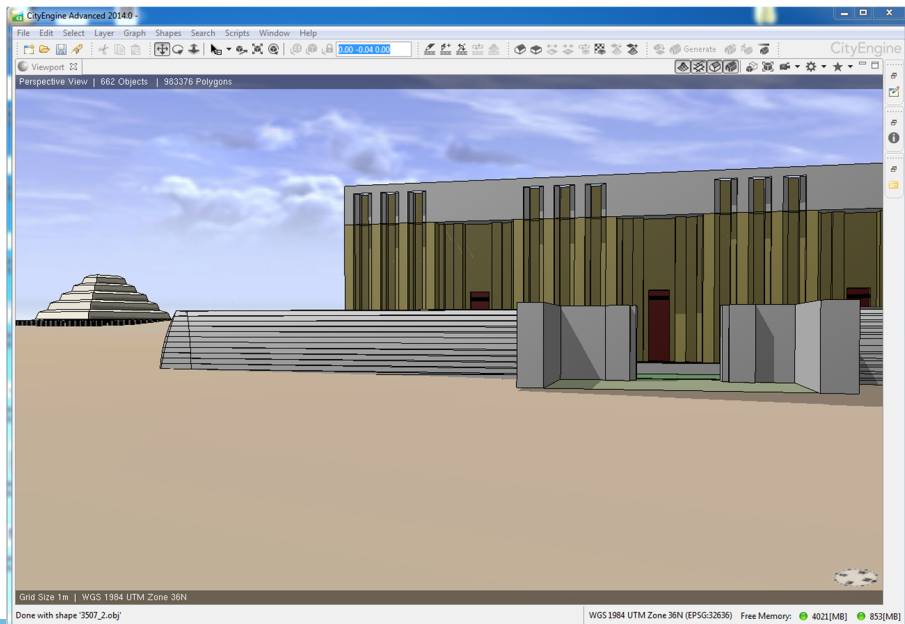 CityEngine Advanced 2014.0 -
File Edit Select Layer Graph Shapes Search Scripts Window Help
0.00 -0.04 0.00 Generate CityEngine
Viewport
Perspective View | 662 Objects | 983376 Polygons
Grid Size 1m | WGS 1984 UTM Zone 36N
Done with shape '3507_2.obj' WGS 1984 UTM Zone 36N (EPSG:32636) Free Memory: 4021[MB] 853[MB]